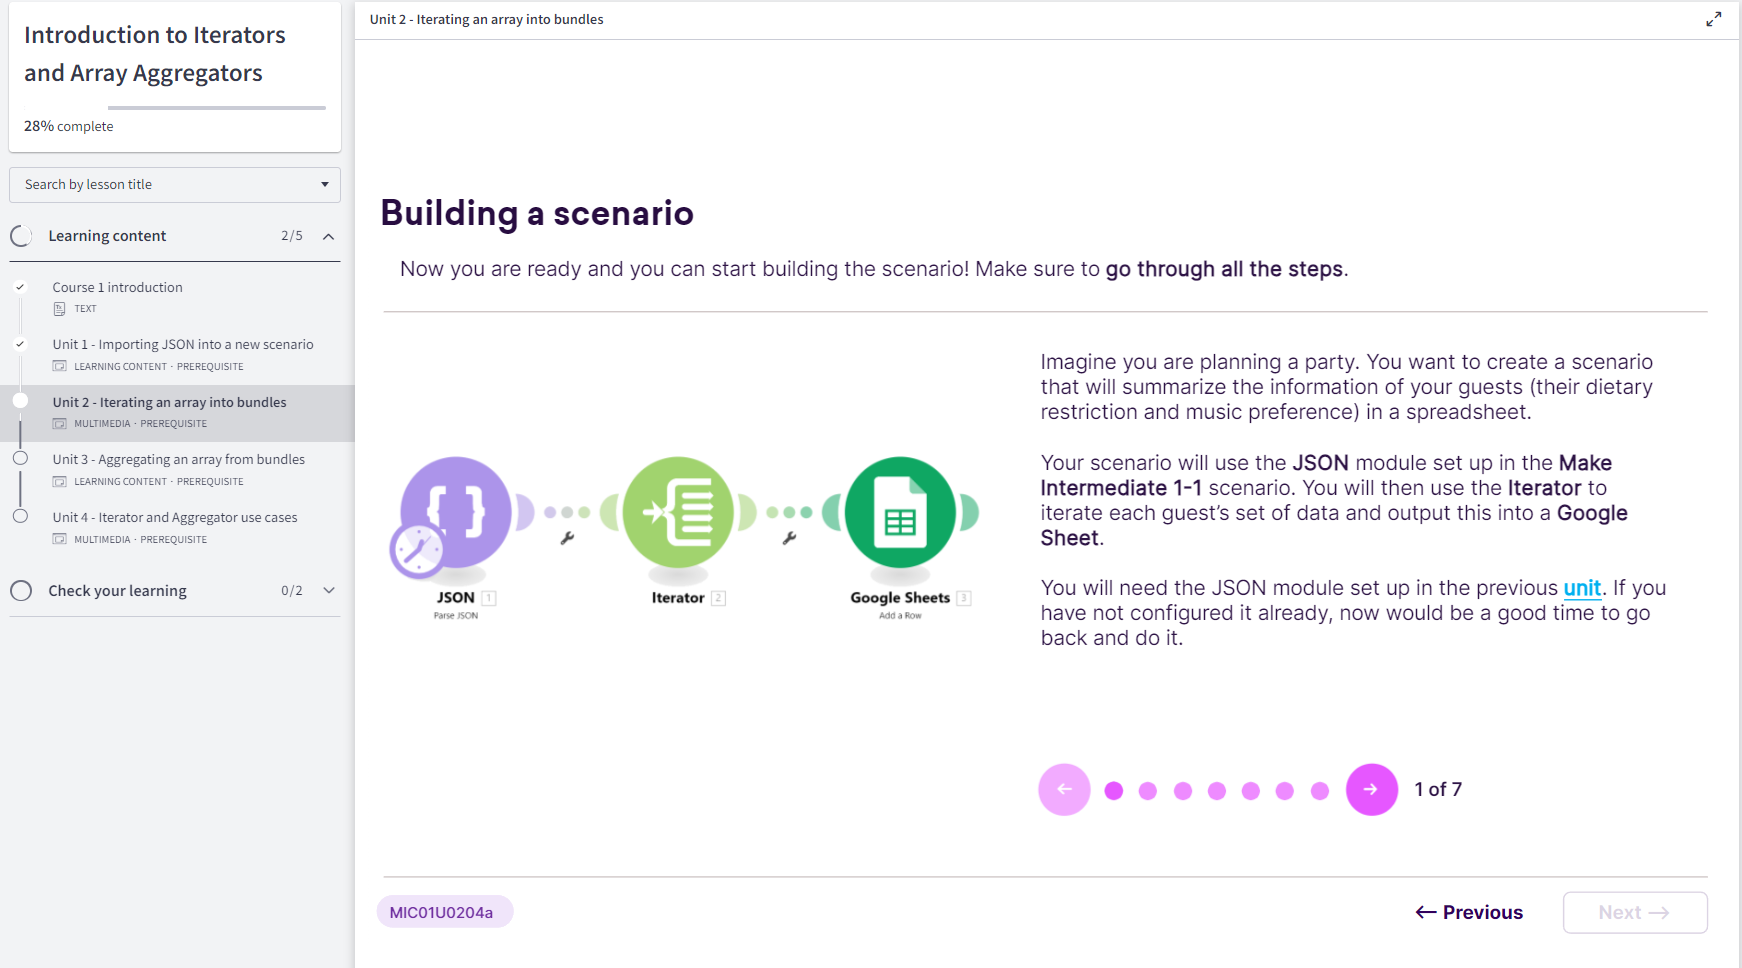 Introduction to Iterators
and Array Aggregators
28% complete
Search by lesson title
Learning content 2/5
Course 1 introduction
TEXT
Unit 1 - Importing JSON into a new scenario
LEARNING CONTENT · PREREQUISITE
Unit 2 - Iterating an array into bundles
MULTIMEDIA · PREREQUISITE
Unit 3 - Aggregating an array from bundles
LEARNING CONTENT · PREREQUISITE
Unit 4 - Iterator and Aggregator use cases
MULTIMEDIA · PREREQUISITE
Check your learning 0/2
Unit 2 - Iterating an array into bundles
Building a scenario
Now you are ready and you can start building the scenario! Make sure to go through all the steps.
JSON 1
Parse JSON
Iterator 2
Google Sheets 3
Add a Row
Imagine you are planning a party. You want to create a scenario
that will summarize the information of your guests (their dietary
restriction and music preference) in a spreadsheet.
Your scenario will use the JSON module set up in the Make
Intermediate 1-1 scenario. You will then use the Iterator to
iterate each guest's set of data and output this into a Google
Sheet.
You will need the JSON module set up in the previous unit. If you
have not configured it already, now would be a good time to go
back and do it.
1 of 7
MIC01U0204a
← Previous
Next →